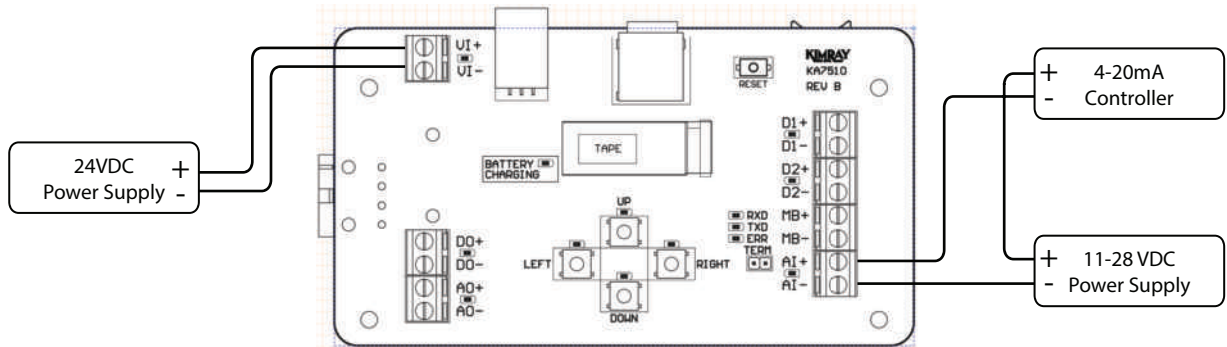 24VDC
Power Supply
+
-
VI+
VI-
BATTERY
CHARGING
TAPE
RESET
KIMRAY
KA7510
REV B
UP
LEFT
RIGHT
DOWN
DO+
DO-
AO+
AO-
RXD
TXD
ERR
TERM
D1+
D1-
D2+
D2-
MB+
MB-
AI+
AI-
+
-
4-20mA
Controller
+
-
11-28 VDC
Power Supply